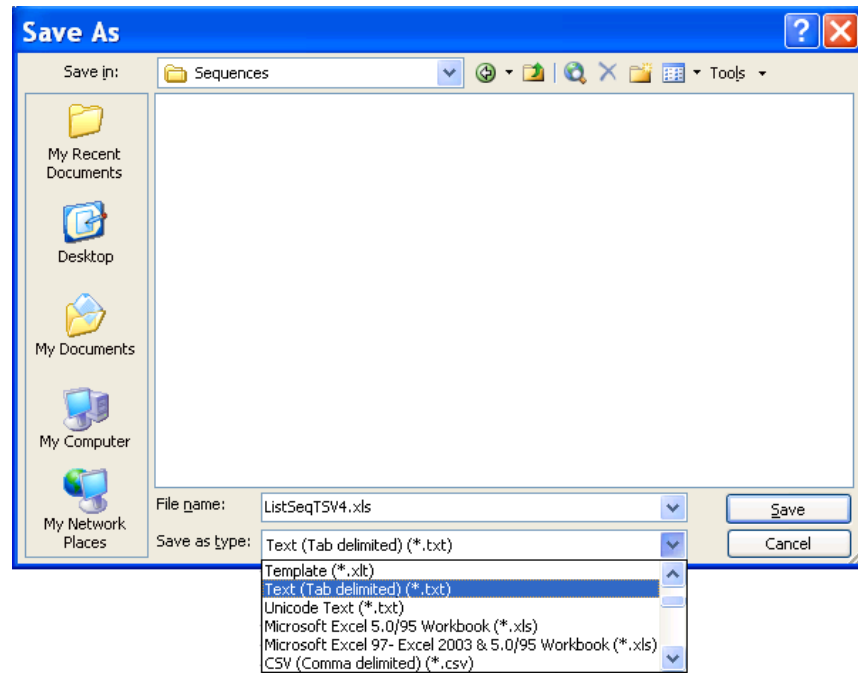 Save As
Save in:
Sequences
Tools
My Recent
Documents
Desktop
My Documents
My Computer
My Network
Places
File name:
ListSeqTSV4.xls
Save
Save as type:
Text (Tab delimited) (*.txt)
Cancel
Template (*.xlt)
Text (Tab delimited) (*.txt)
Unicode Text (*.txt)
Microsoft Excel 5.0/95 Workbook (*.xls)
Microsoft Excel 97- Excel 2003 & 5.0/95 Workbook (*.xls)
CSV (Comma delimited) (*.csv)